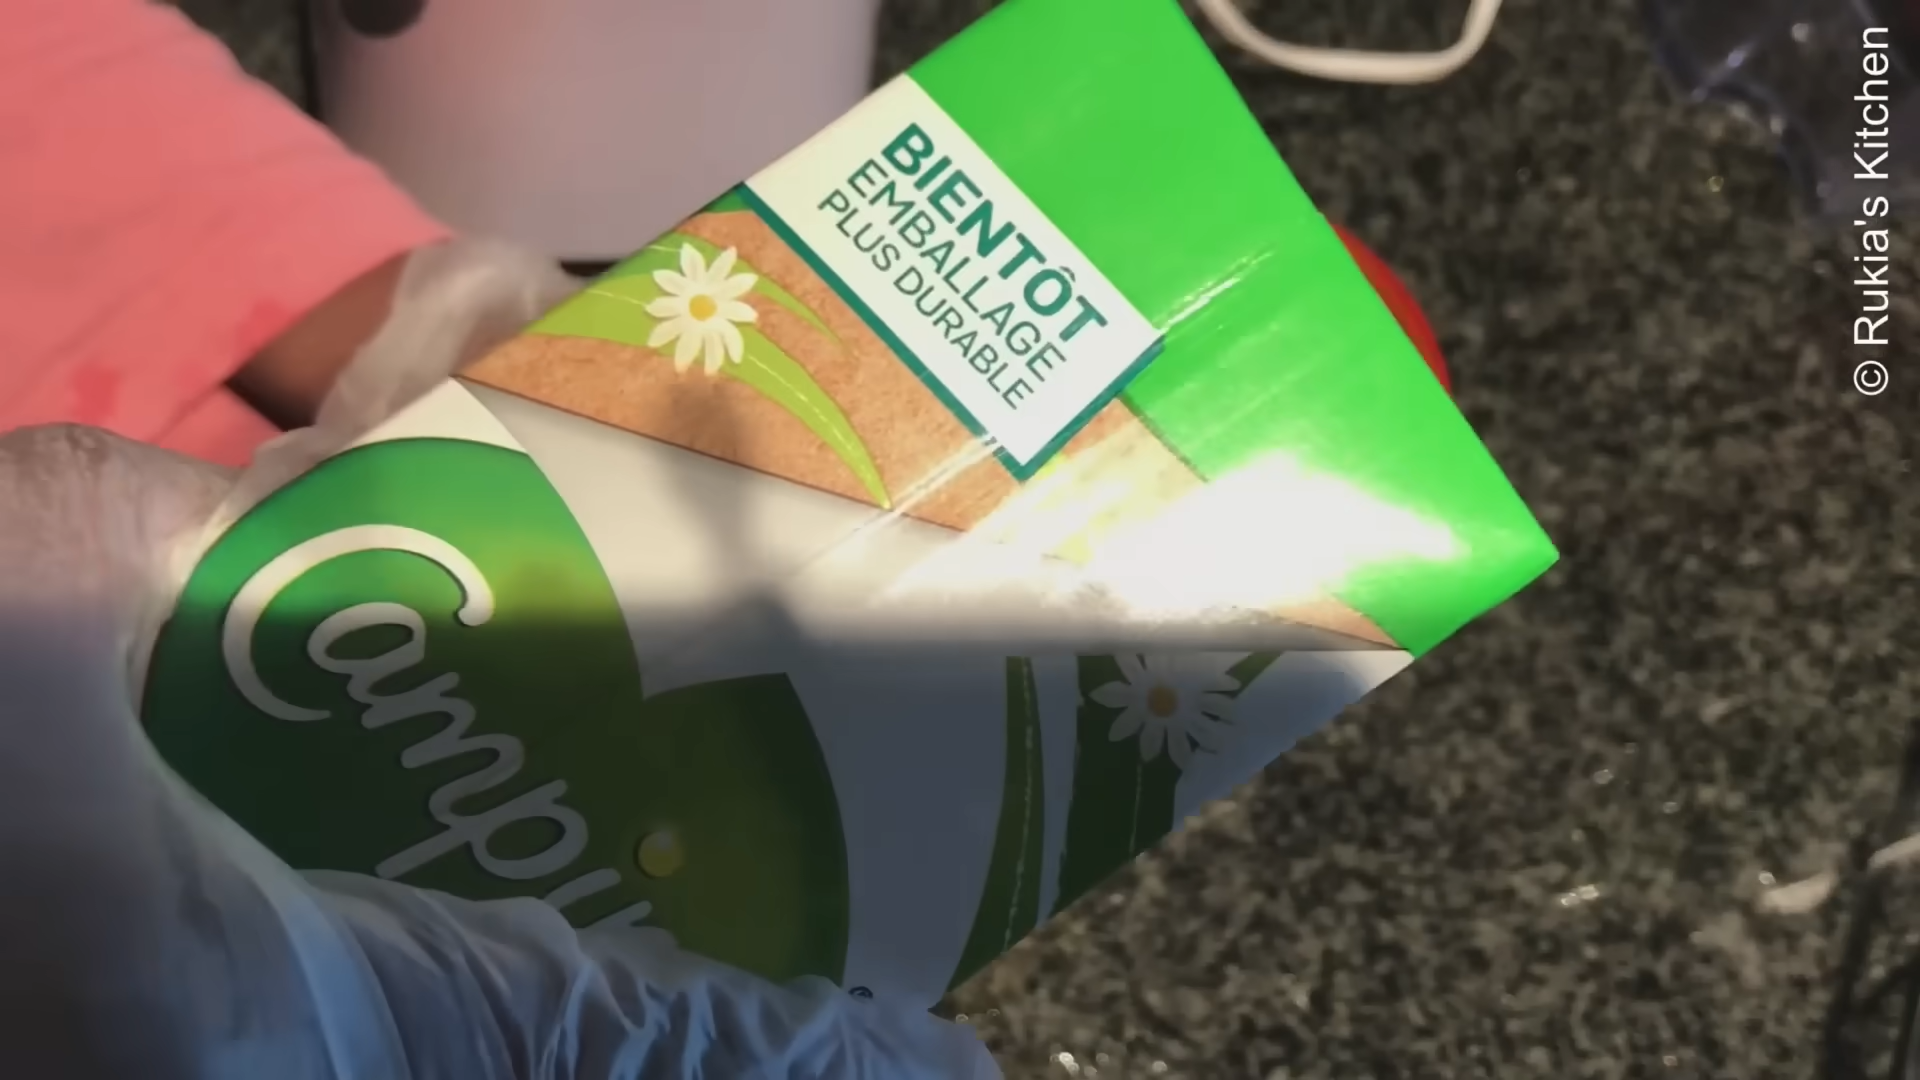 BIENTÔT
EMBALLAGE
PLUS DURABLE
®
© Rukia's Kitchen